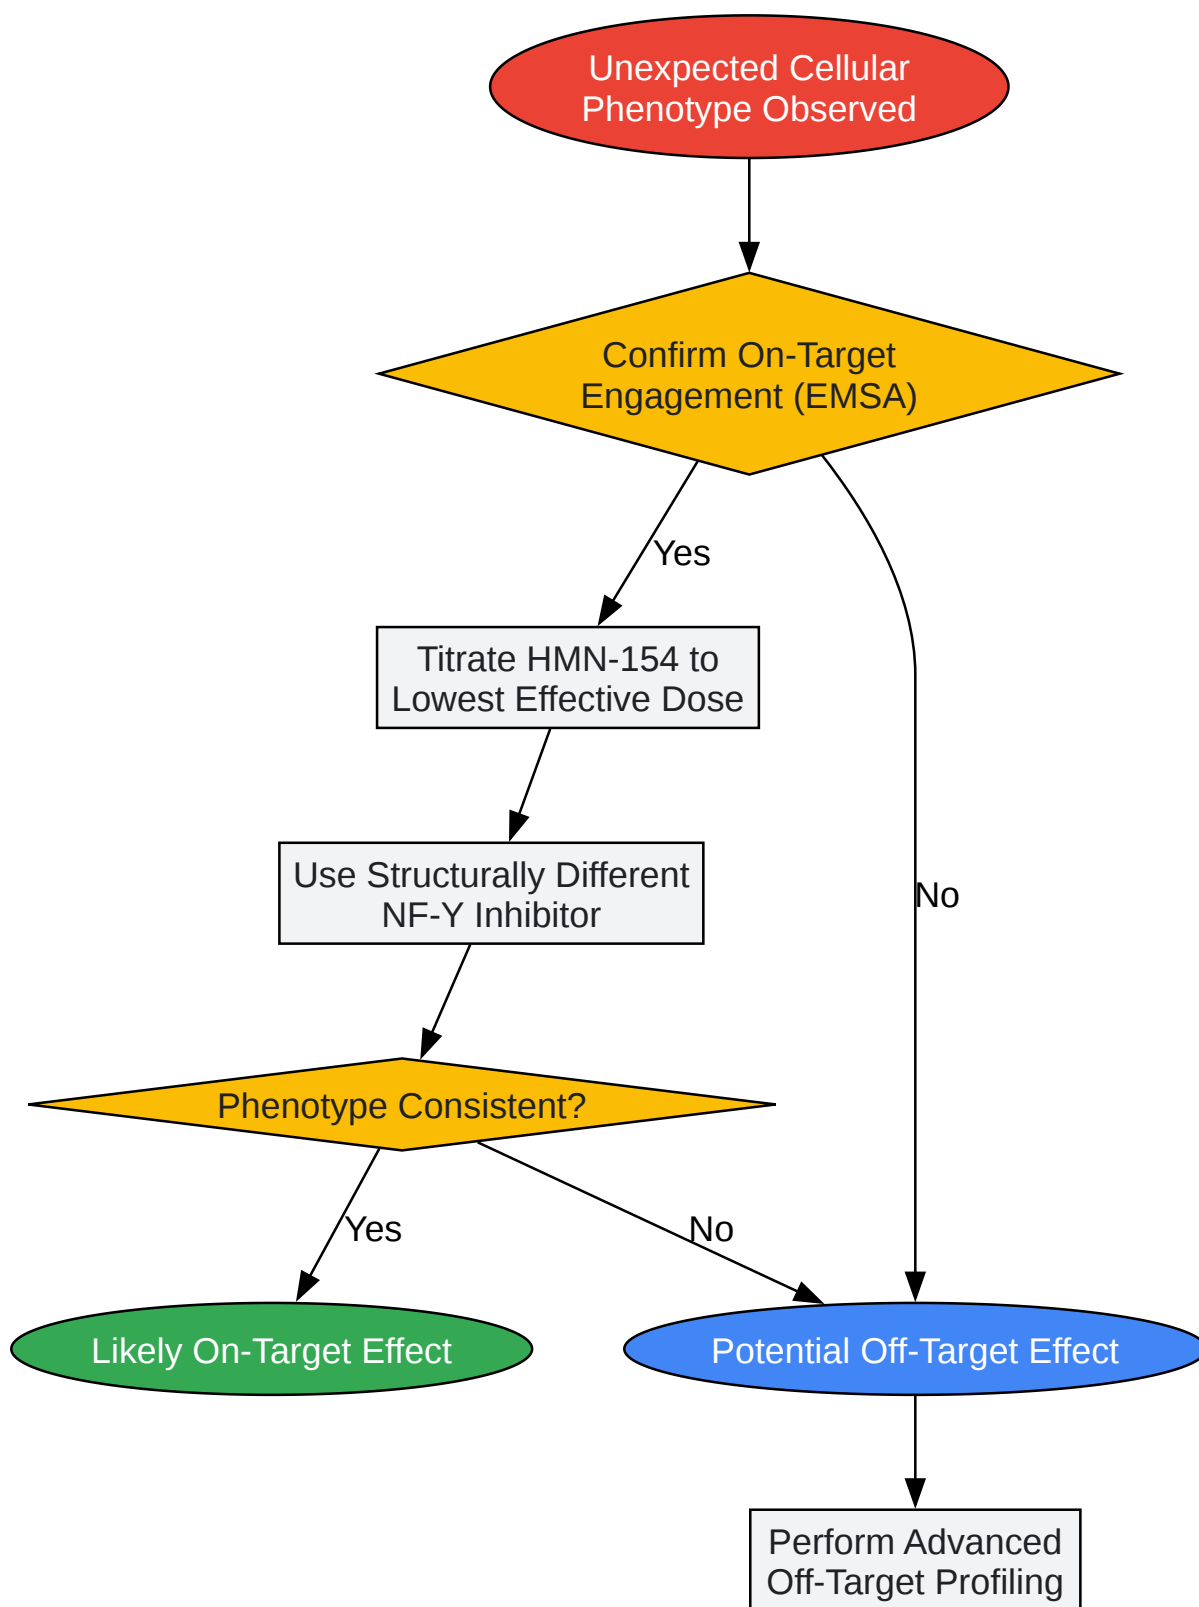 Unexpected Cellular
Phenotype Observed
Confirm On-Target
Engagement (EMSA)
Yes
Titrate HMN-154 to
Lowest Effective Dose
Use Structurally Different
NF-Y Inhibitor
No
Phenotype Consistent?
Yes
No
Likely On-Target Effect
Potential Off-Target Effect
Perform Advanced
Off-Target Profiling